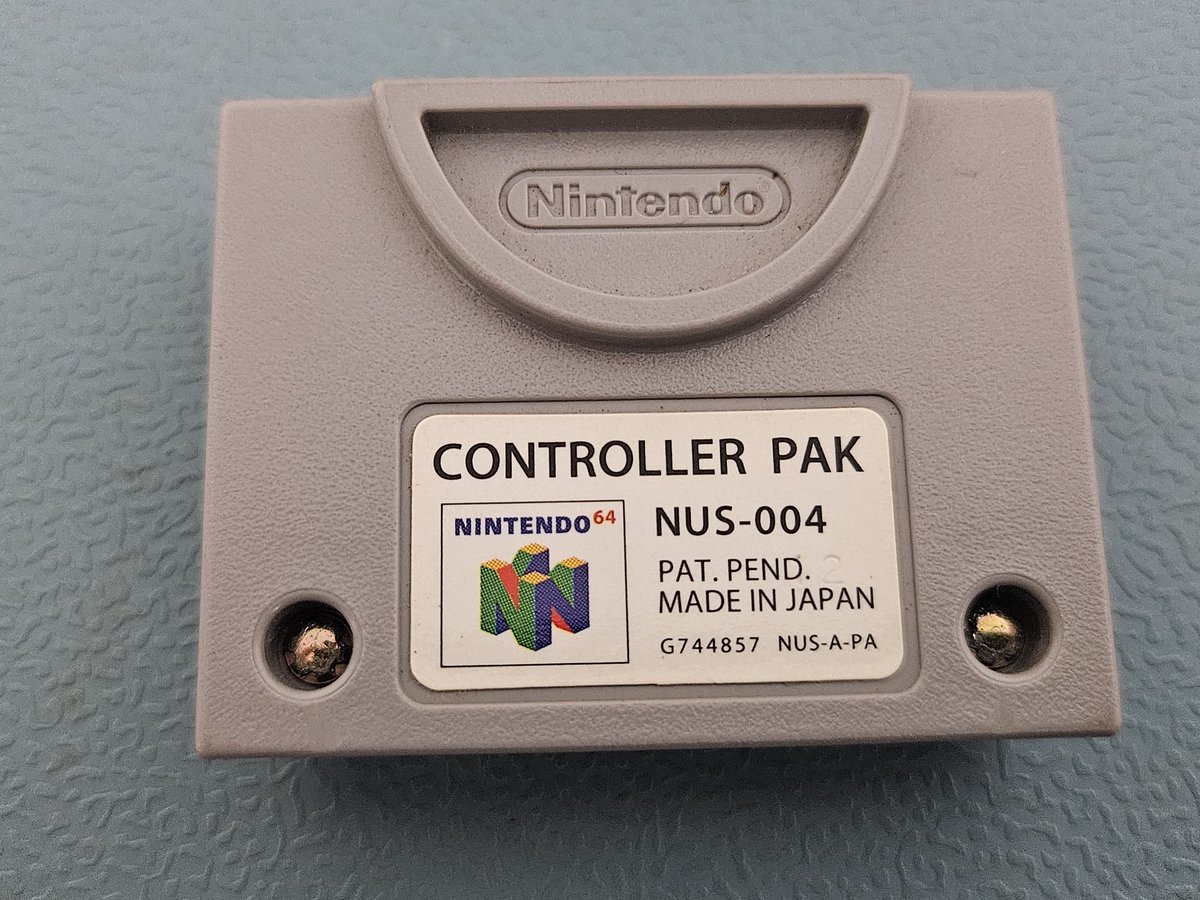 Nintendo®
CONTROLLER PAK
NINTENDO64
NUS-004
PAT. PEND.
MADE IN JAPAN
G744857 NUS-A-PA